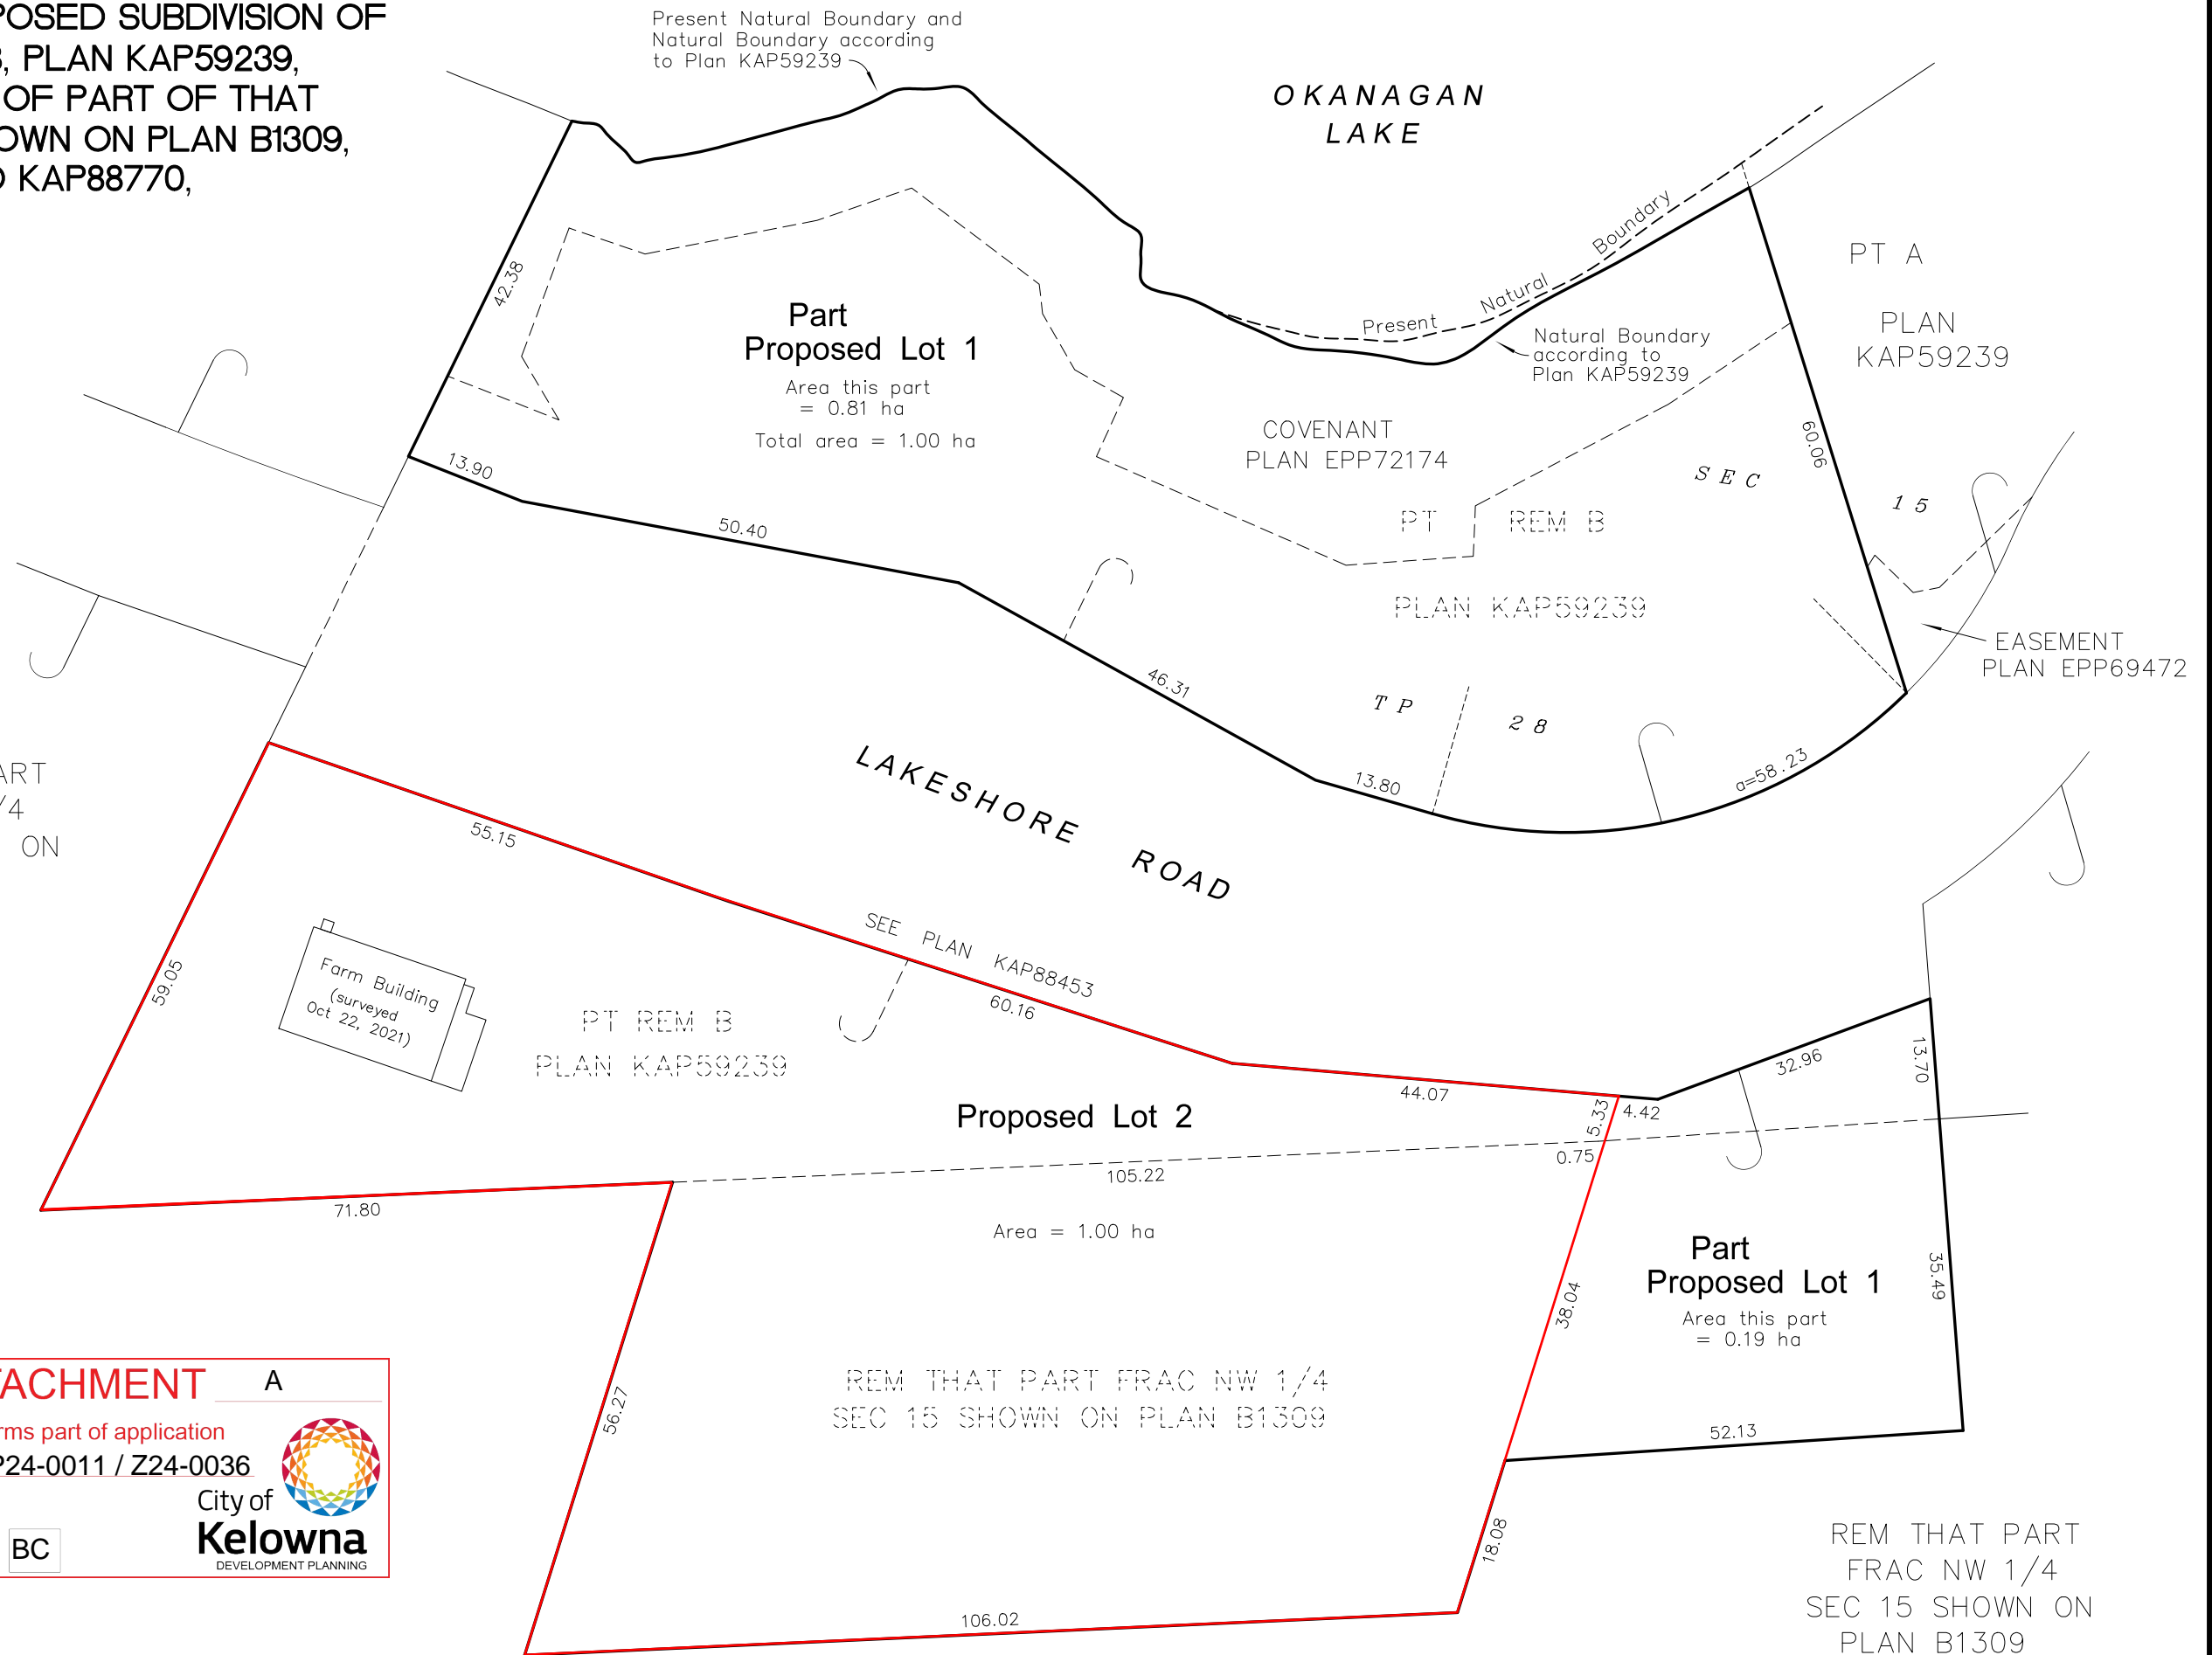 POSED SUBDIVISION OF
B, PLAN KAP59239,
OF PART OF THAT
OWN ON PLAN B1309,
D KAP88770,
Present Natural Boundary and
Natural Boundary according
to Plan KAP59239
OKANAGAN
LAKE
Present Natural Boundary
Natural Boundary
according to
Plan KAP59239
PT A
PLAN
KAP59239
42.38
Part
Proposed Lot 1
Area this part
= 0.81 ha
Total area = 1.00 ha
13.90
50.40
46.31
13.80
a=58.23
60.06
COVENANT
PLAN EPP72174
SEC
15
PT REM B
PLAN KAP59239
TP
28
EASEMENT
PLAN EPP69472
LAKESHORE ROAD
ART
/4
ON
55.15
59.05
Farm Building
(surveyed
Oct 22, 2021)
SEE PLAN KAP88453
60.16
PT REM B
PLAN KAP59239
Proposed Lot 2
44.07
5.33
4.42
32.96
13.70
0.75
105.22
71.80
Area = 1.00 ha
38.04
Part
Proposed Lot 1
Area this part
= 0.19 ha
35.49
52.13
56.27
REM THAT PART FRAC NW 1/4
SEC 15 SHOWN ON PLAN B1309
18.08
106.02
REM THAT PART
FRAC NW 1/4
SEC 15 SHOWN ON
PLAN B1309
TACHMENT A
rms part of application
P24-0011 / Z24-0036
City of
Kelowna
DEVELOPMENT PLANNING
BC